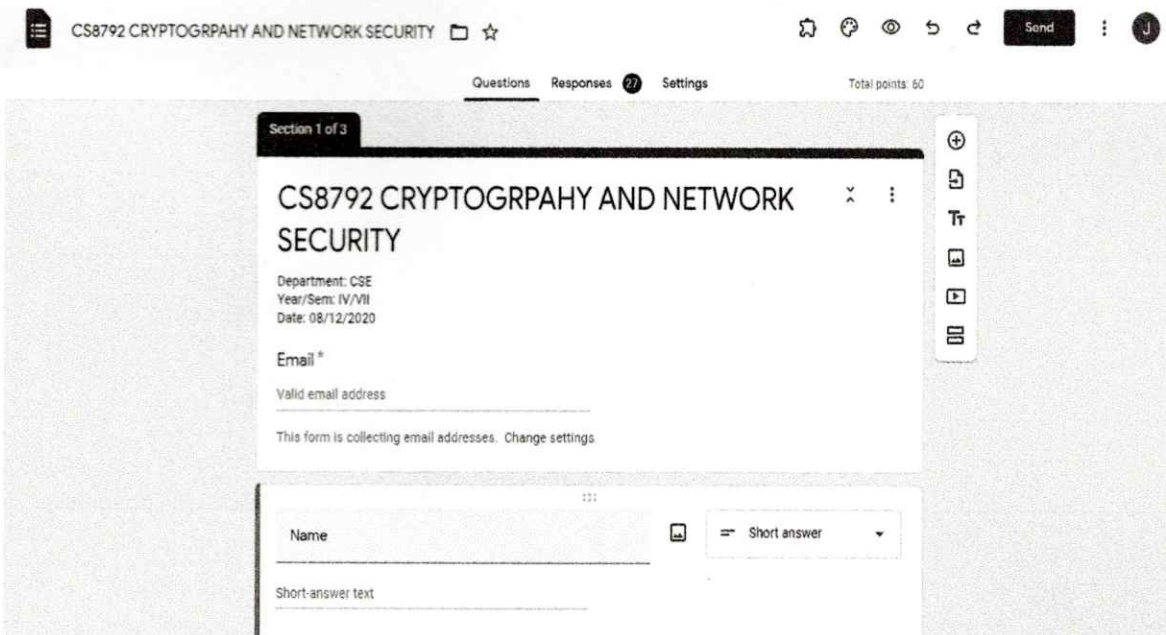 CS8792 CRYPTOGRPAHY AND NETWORK SECURITY
Send
J
Questions Responses 27 Settings
Total points: 60
Section 1 of 3
CS8792 CRYPTOGRPAHY AND NETWORK
SECURITY
Department: CSE
Year/Sem: IV/VII
Date: 08/12/2020
Email *
Valid email address
This form is collecting email addresses. Change settings
Tт
Name
Short answer
Short-answer text